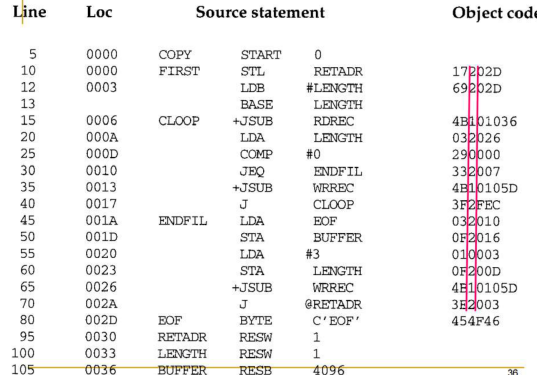 Line Loc Source statement Object code
5 0000 COPY START 0
10 0000 FIRST STL RETADR 17202D
12 0003 LDB #LENGTH 69202D
13 BASE LENGTH
15 0006 CLOOP +JSUB RDREC 4B101036
20 000A LDA LENGTH 032026
25 000D COMP #0 290000
30 0010 JEQ ENDFIL 332007
35 0013 +JSUB WRREC 4B10105D
40 0017 J CLOOP 3F2FEC
45 001A ENDFIL LDA EOF 032010
50 001D STA BUFFER 0F2016
55 0020 LDA #3 010003
60 0023 STA LENGTH 0F200D
65 0026 +JSUB WRREC 4B10105D
70 002A J @RETADR 3E2003
80 002D EOF BYTE C'EOF' 454F46
95 0030 RETADR RESW 1
100 0033 LENGTH RESW 1
105 0036 BUFFER RESB 4096
36